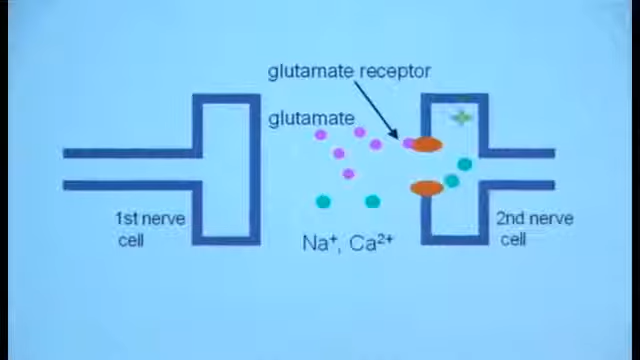 glutamate receptor
glutamate
1st nerve
cell
2nd nerve
cell
Na⁺, Ca²⁺